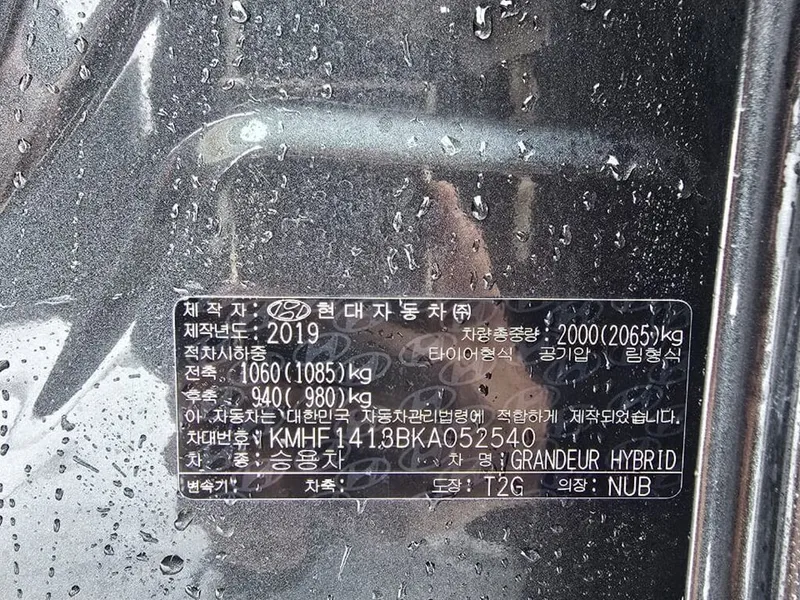 제 작 자 : 현대자동차㈜
제작년도 : 2019 차량총중량 : 2000(2065)kg
적차시하중 타이어형식 공기압 림형식
전축 1060(1085)kg
후축 940( 980)kg
이 자동차는 대한민국 자동차관리법령에 적합하게 제작되었습니다.
차대번호 : KMHF1413BKA052540
차 종 : 승용차 차 명 : GRANDEUR HYBRID
변속기 : 차축 : 도장 : T2G 의장 : NUB